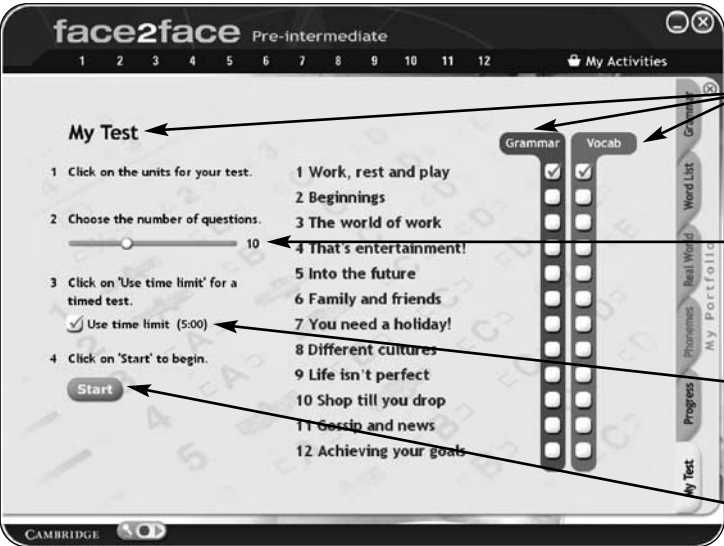 face2face Pre-intermediate
1 2 3 4 5 6 7 8 9 10 11 12 My Activities
My Test
1 Click on the units for your test.
2 Choose the number of questions.
10
3 Click on 'Use time limit' for a
timed test.
Use time limit (5:00)
4 Click on 'Start' to begin.
Start
Grammar Vocab
1 Work, rest and play
2 Beginnings
3 The world of work
4 That's entertainment!
5 Into the future
6 Family and friends
7 You need a holiday!
8 Different cultures
9 Life isn't perfect
10 Shop till you drop
11 Gossip and news
12 Achieving your goals
Grammar
Word List
Real World
Phonemes
Progress
My Test
My Portfolio
CAMBRIDGE